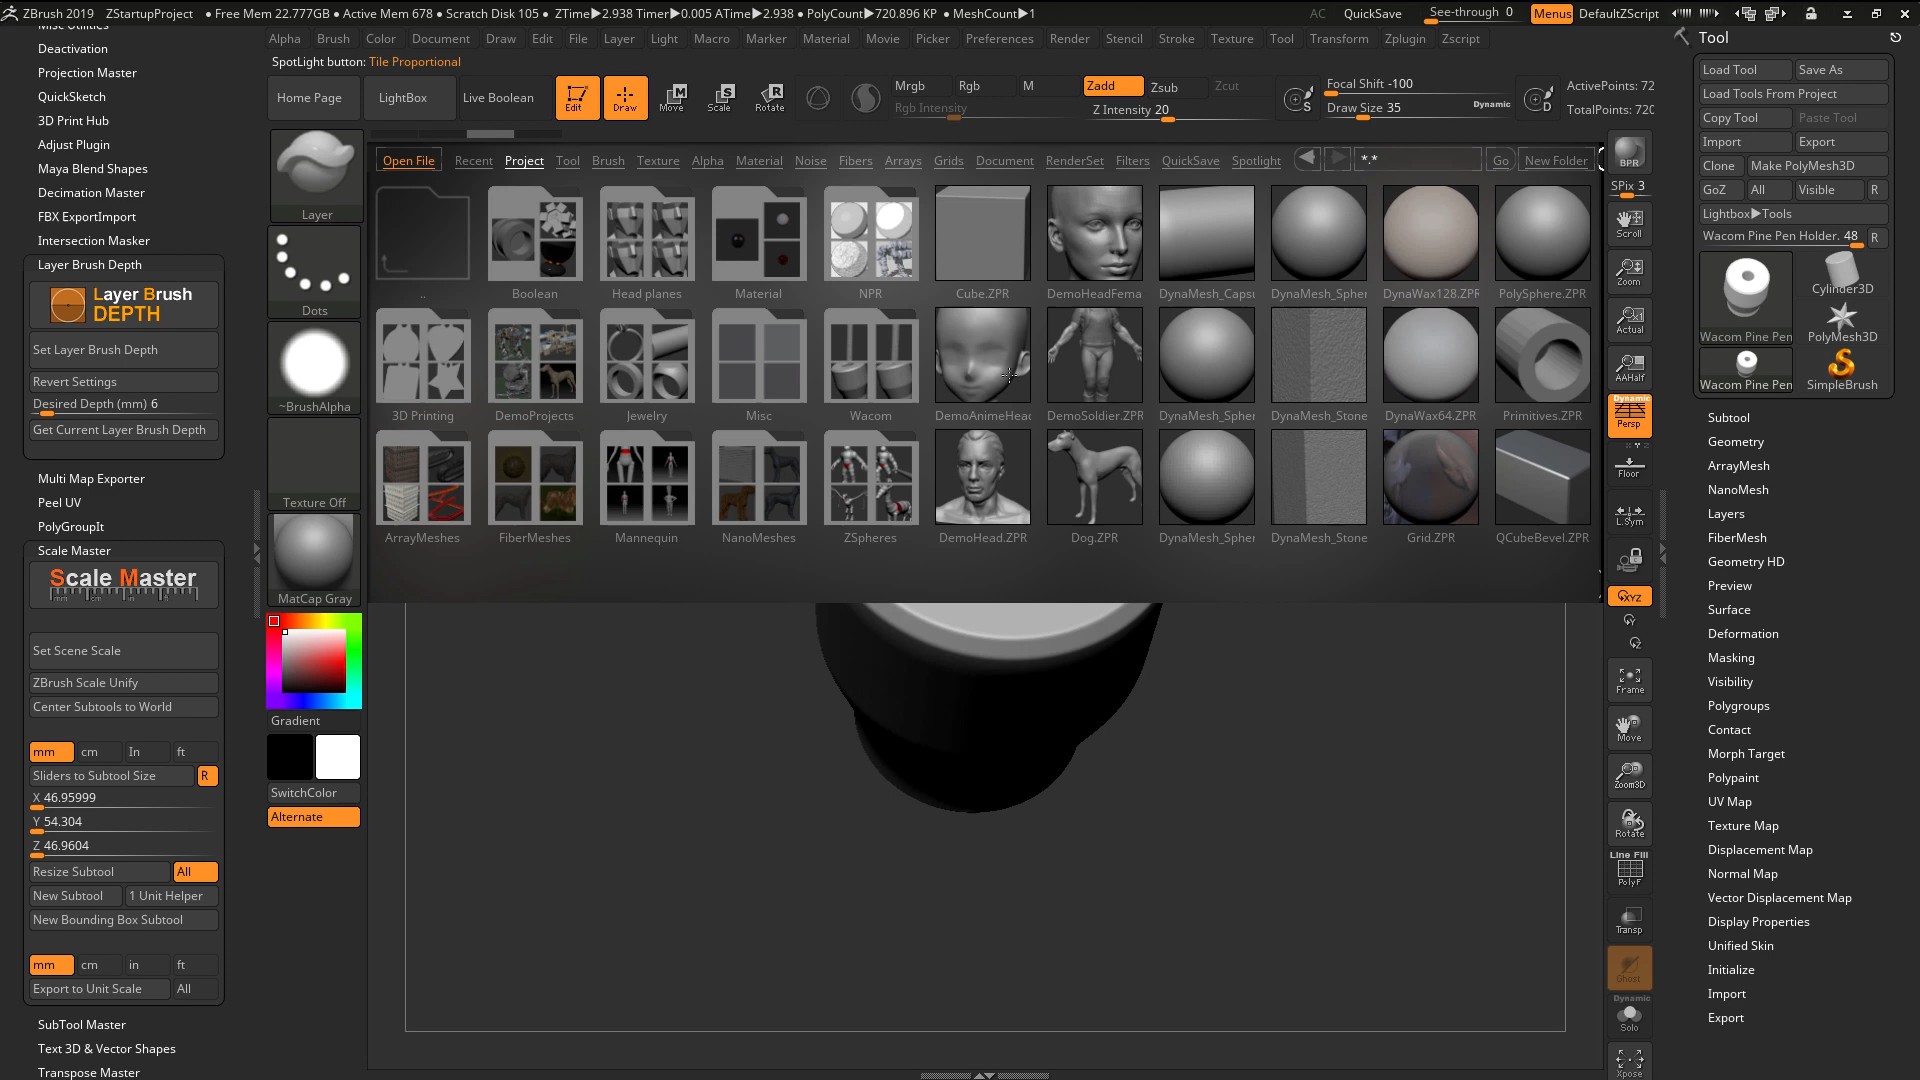 ZBrush 2019 ZStartupProject • Free Mem 22.777GB • Active Mem 678 • Scratch Disk 105 • ZTime▶2.938 Timer▶0.005 ATime▶2.938 • PolyCount▶720.896 KP • MeshCount▶1 AC QuickSave See-through 0 Menus DefaultZScript
Alpha Brush Color Document Draw Edit File Layer Light Macro Marker Material Movie Picker Preferences Render Stencil Stroke Texture Tool Transform Zplugin Zscript
SpotLight button: Tile Proportional
Home Page LightBox Live Boolean Edit Draw Move Scale Rotate
Mrgb Rgb M Zadd Zsub Zcut
Rgb Intensity Z Intensity 20
Focal Shift -100
Draw Size 35 Dynamic
ActivePoints: 72
TotalPoints: 720
Misc Utilities
Deactivation
Projection Master
QuickSketch
3D Print Hub
Adjust Plugin
Maya Blend Shapes
Decimation Master
FBX ExportImport
Intersection Masker
Layer Brush Depth
Layer Brush
DEPTH
Set Layer Brush Depth
Revert Settings
Desired Depth (mm) 6
Get Current Layer Brush Depth
Multi Map Exporter
Peel UV
PolyGroupIt
Scale Master
Scale Master
mm cm in ft
Set Scene Scale
ZBrush Scale Unify
Center Subtools to World
mm cm In ft
Sliders to Subtool Size R
X 46.95999
Y 54.304
Z 46.9604
Resize Subtool All
New Subtool 1 Unit Helper
New Bounding Box Subtool
mm cm in ft
Export to Unit Scale All
SubTool Master
Text 3D & Vector Shapes
Transpose Master
Layer
Dots
~BrushAlpha
Texture Off
MatCap Gray
Gradient
SwitchColor
Alternate
Open File Recent Project Tool Brush Texture Alpha Material Noise Fibers Arrays Grids Document RenderSet Filters QuickSave Spotlight *.* Go New Folder
.. Boolean Head planes Material NPR Cube.ZPR DemoHeadFema DynaMesh_Capsu DynaMesh_Spher DynaWax128.ZPR PolySphere.ZPR
3D Printing DemoProjects Jewelry Misc Wacom DemoAnimeHead DemoSoldier.ZPR DynaMesh_Spher DynaMesh_Stone DynaWax64.ZPR Primitives.ZPR
ArrayMeshes FiberMeshes Mannequin NanoMeshes ZSpheres DemoHead.ZPR Dog.ZPR DynaMesh_Spher DynaMesh_Stone Grid.ZPR QCubeBevel.ZPR
BPR
SPix 3
Scroll
Zoom
Actual
AAHalf
Dynamic
Persp
Floor
L.Sym
XYZ
Y
Z
Frame
Move
Zoom3D
Rotate
Line Fill
PolyF
Transp
Ghost
Dynamic
Solo
Xpose
Tool
Load Tool Save As
Load Tools From Project
Copy Tool Paste Tool
Import Export
Clone Make PolyMesh3D
GoZ All Visible R
Lightbox▶Tools
Wacom Pine Pen Holder. 48 R
Wacom Pine Pen Cylinder3D
PolyMesh3D
Wacom Pine Pen SimpleBrush
Subtool
Geometry
ArrayMesh
NanoMesh
Layers
FiberMesh
Geometry HD
Preview
Surface
Deformation
Masking
Visibility
Polygroups
Contact
Morph Target
Polypaint
UV Map
Texture Map
Displacement Map
Normal Map
Vector Displacement Map
Display Properties
Unified Skin
Initialize
Import
Export